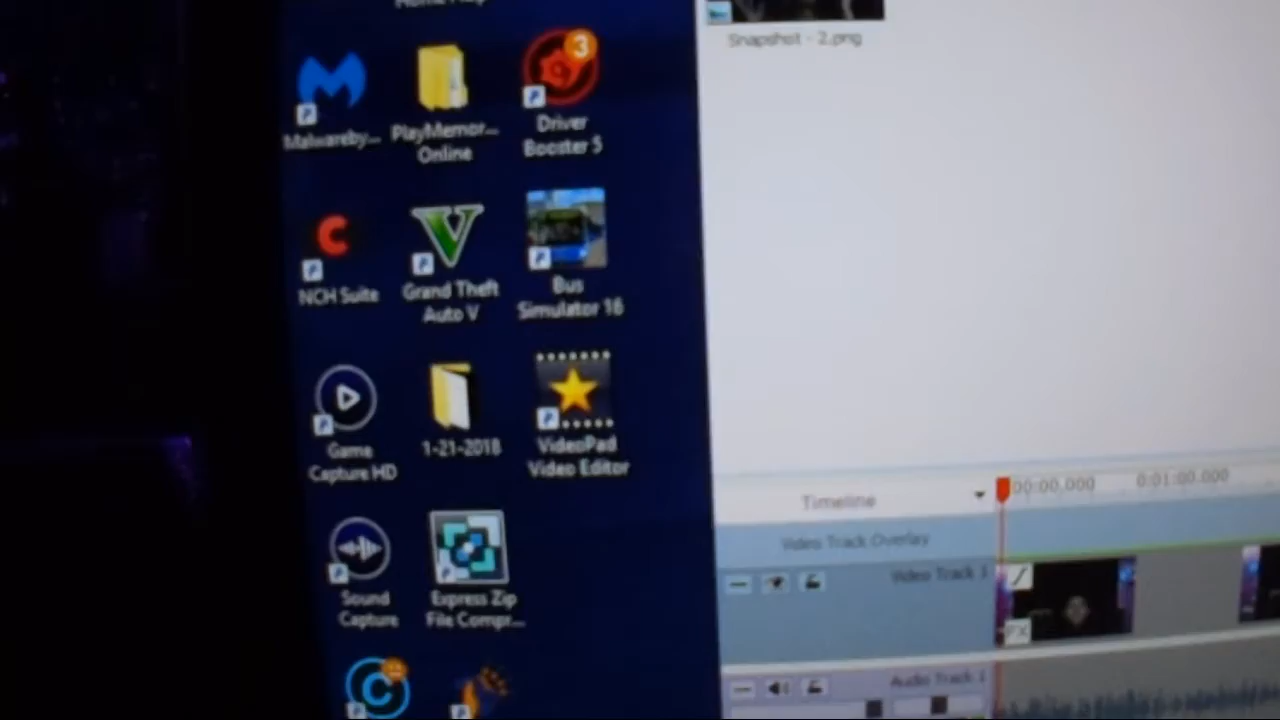 Snapshot - 2.png
3
Malwareby...
PlayMemor...
Online
Driver
Booster 5
NCH Suite
Grand Theft
Auto V
Bus
Simulator 16
Game
Capture HD
1-21-2018
VideoPad
Video Editor
Sound
Capture
Express Zip
File Compr...
Timeline
00:00.000
0:01:00.000
Video Track Overlay
Video Track 1
FX
Audio Track 1